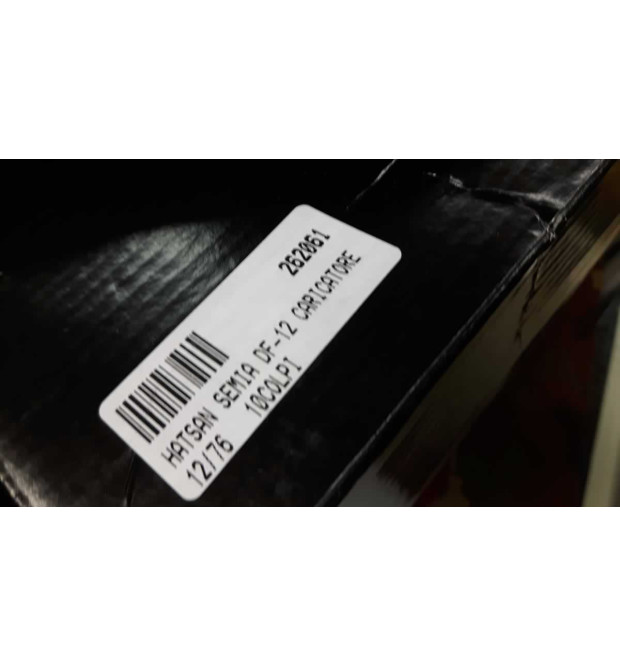 262061
HATSAN SEMIA DF-12 CARICATORE
12/76 10COLPI